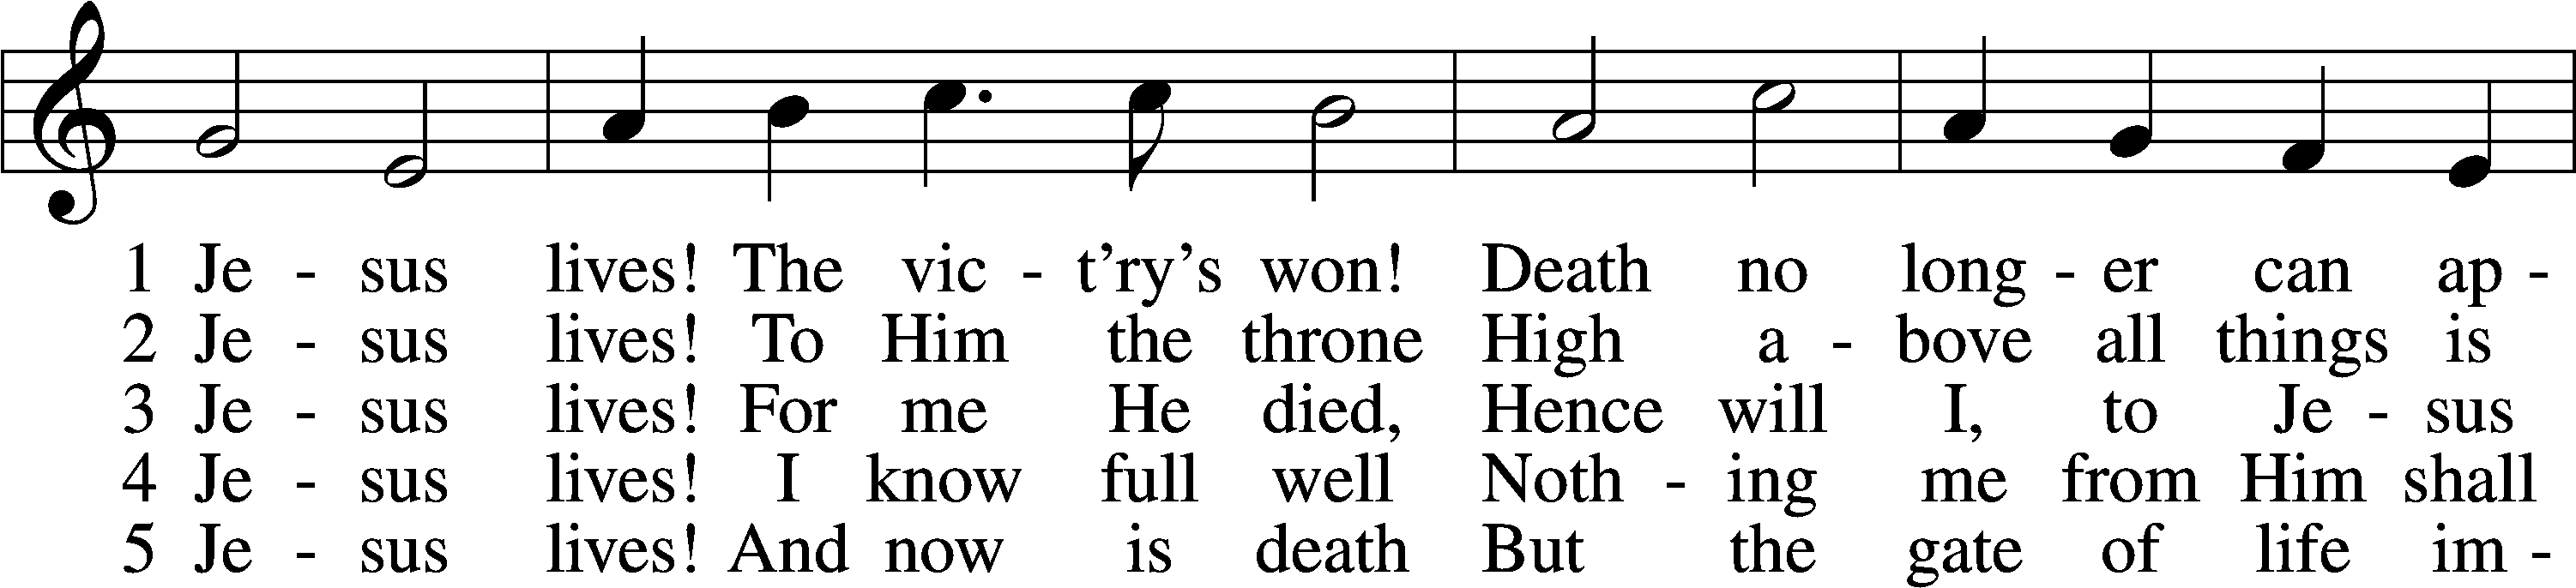 1 Je - sus lives! The vic - t’ry’s won! Death no long - er can ap -
2 Je - sus lives! To Him the throne High a - bove all things is
3 Je - sus lives! For me He died, Hence will I, to Je - sus
4 Je - sus lives! I know full well Noth - ing me from Him shall
5 Je - sus lives! And now is death But the gate of life im -